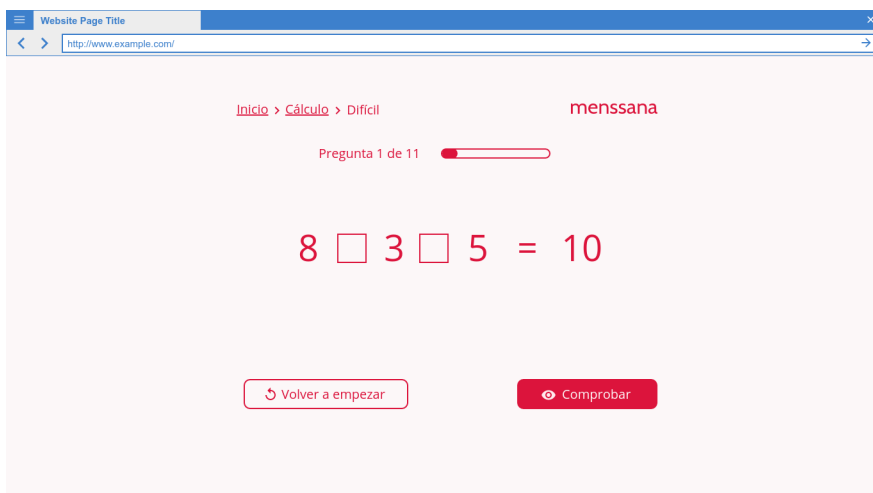 Website Page Title
http://www.example.com/
Inicio > Cálculo > Difícil
menssana
Pregunta 1 de 11
8 □ 3 □ 5 = 10
Volver a empezar
Comprobar